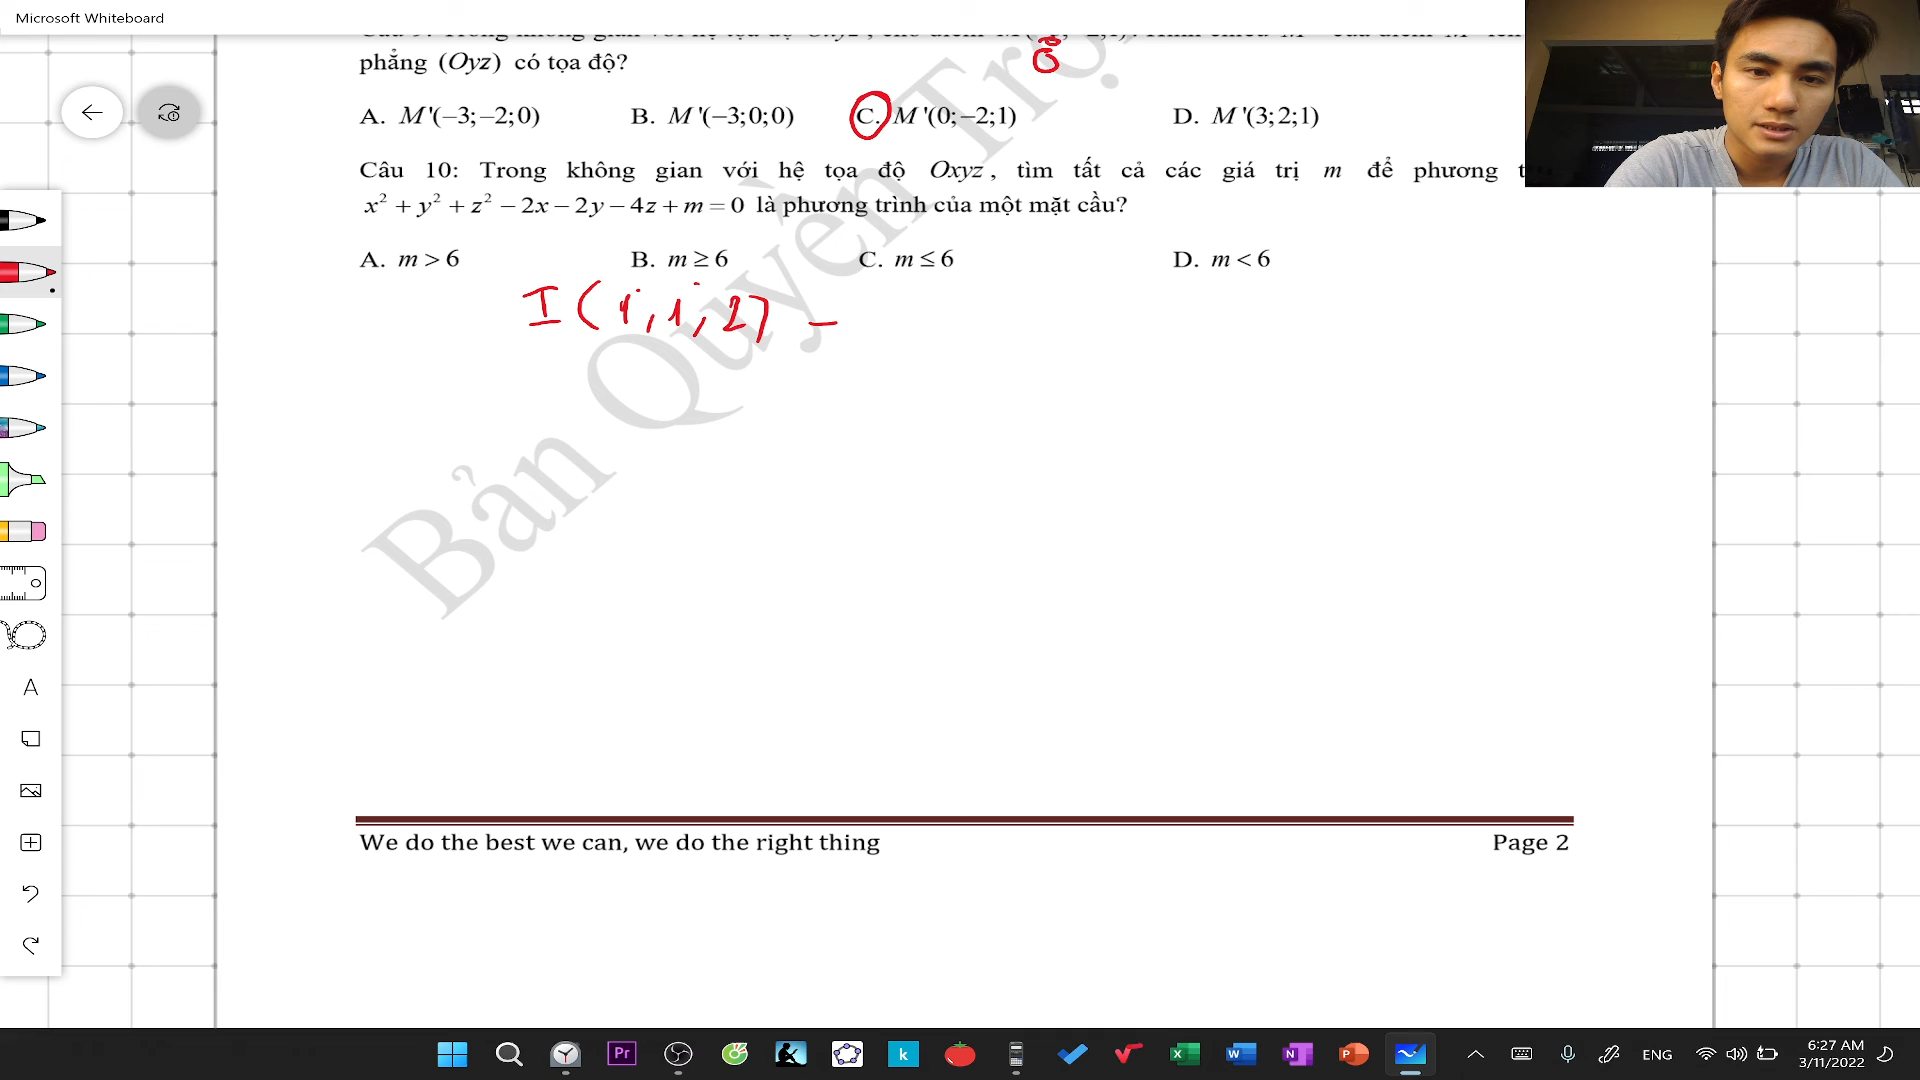 Microsoft Whiteboard
phẳng (Oyz) có tọa độ?
A. M'(−3;−2;0) B. M'(−3;0;0) C. M'(0;−2;1) D. M'(3;2;1)
Câu 10: Trong không gian với hệ tọa độ Oxyz, tìm tất cả các giá trị m để phương
x² + y² + z² − 2x − 2y − 4z + m = 0 là phương trình của một mặt cầu?
A. m > 6 B. m ≥ 6 C. m ≤ 6 D. m < 6
I (1, 1, 2) −
Bản Quyền
We do the best we can, we do the right thing Page 2
ENG
6:27 AM
3/11/2022